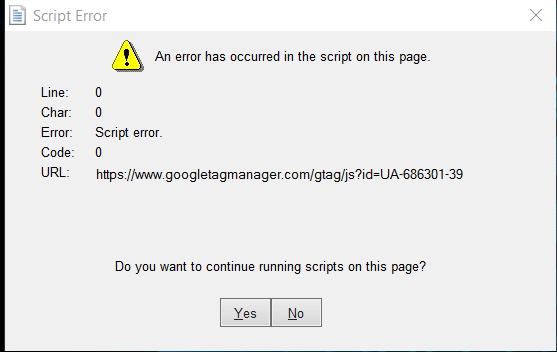 Script Error
An error has occurred in the script on this page.
Line: 0
Char: 0
Error: Script error.
Code: 0
URL: https://www.googletagmanager.com/gtag/js?id=UA-686301-39
Do you want to continue running scripts on this page?
Yes No